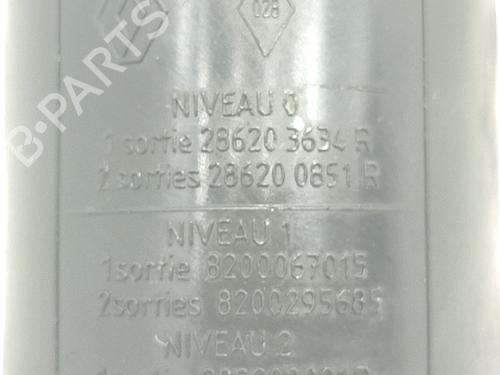 028
NIVEAU 0
1 sortie 28620 3634 R
2 sorties 28620 0851 R
NIVEAU 1
1sortie 8200067015
2sorties 8200295685
NIVEAU 2
B-PARTS